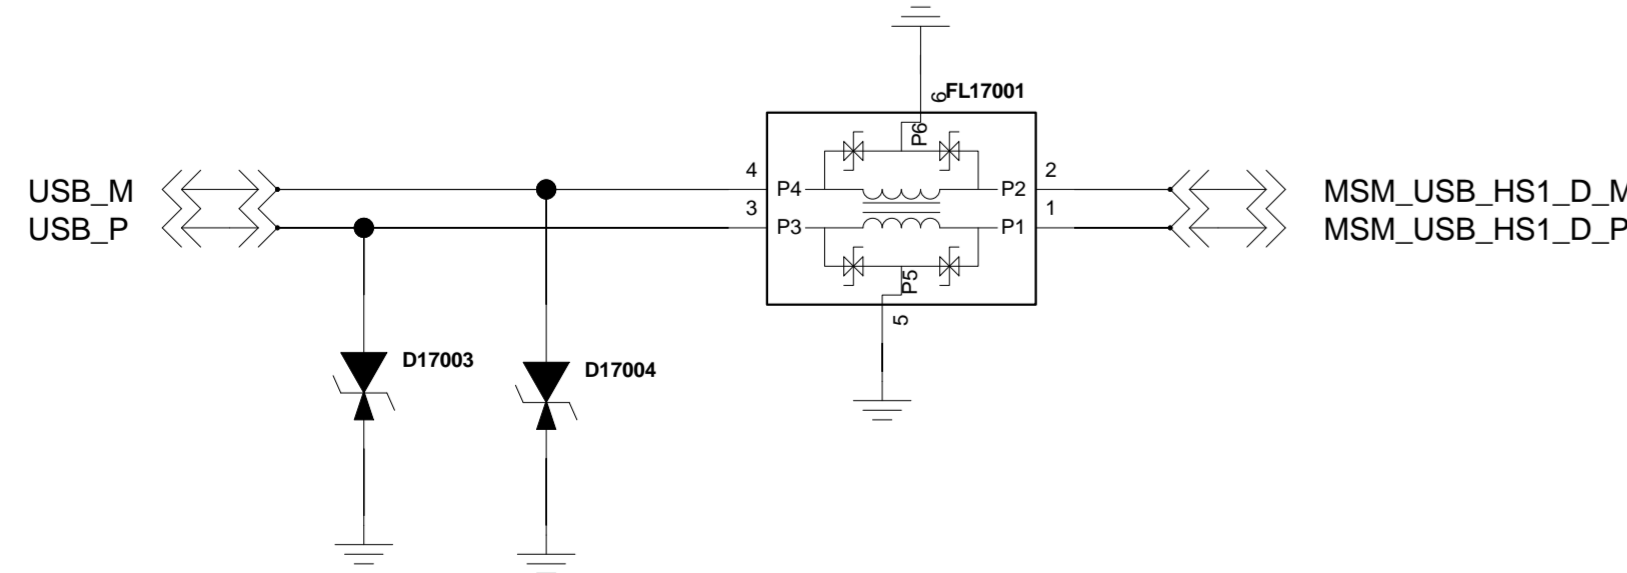 6 FL17001
P6
4 2
USB_M P4 P2 MSM_USB_HS1_D_M
3 1
USB_P P3 P1 MSM_USB_HS1_D_P
P5
5
D17003
D17004